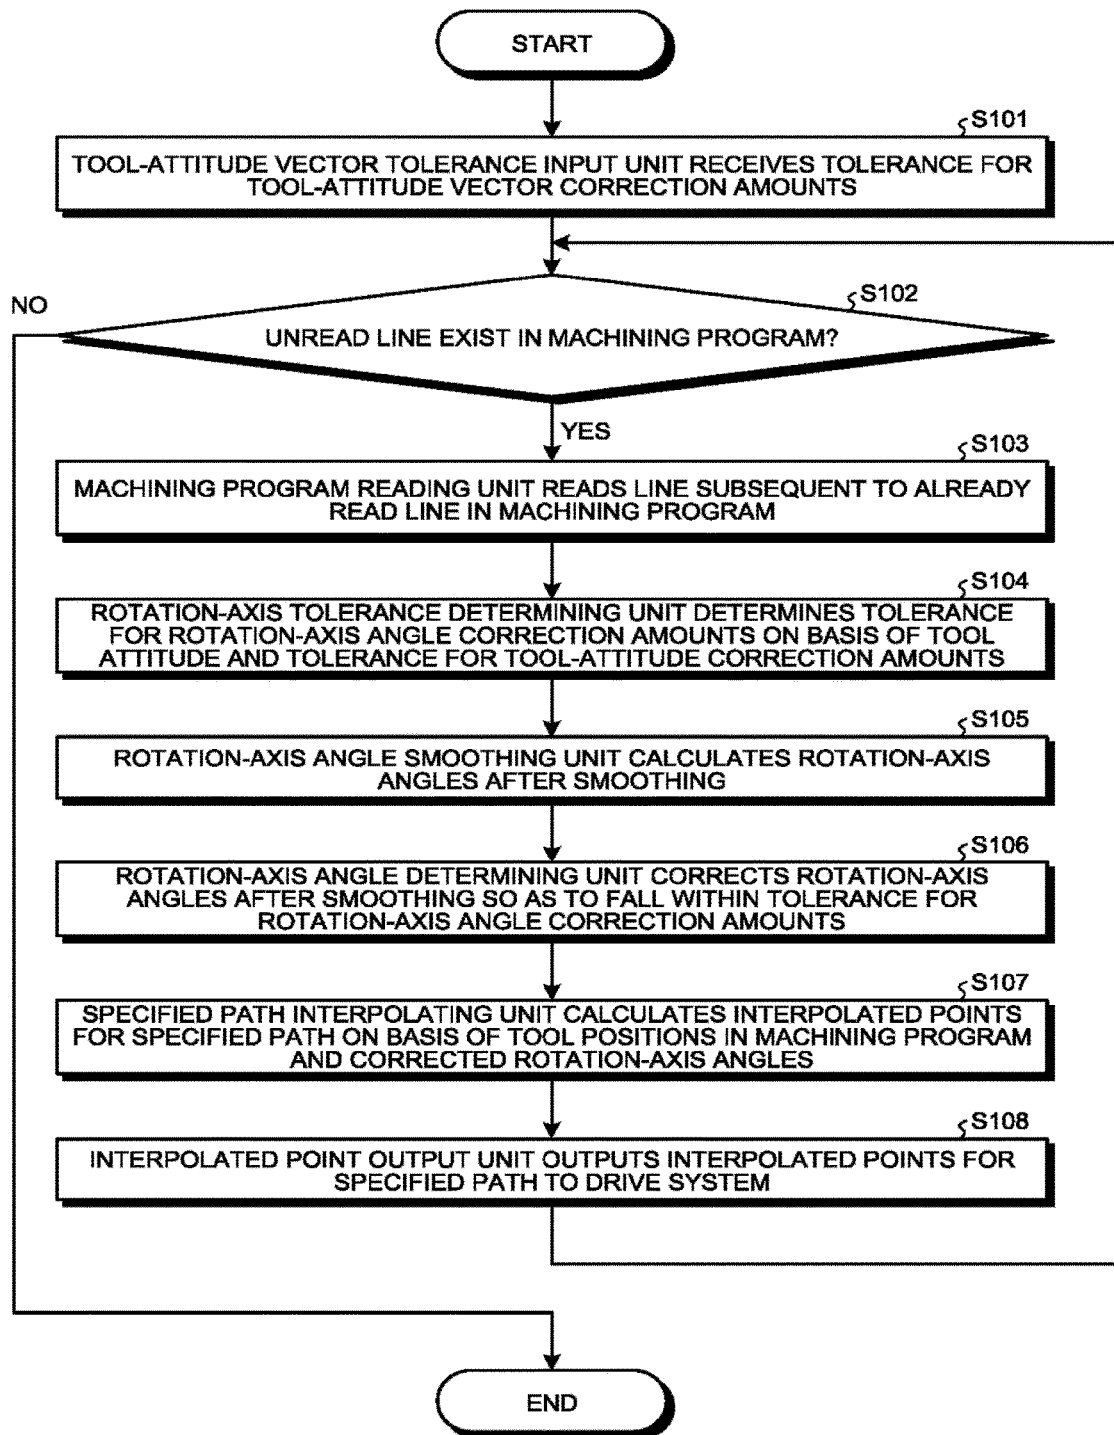 START
S101
TOOL-ATTITUDE VECTOR TOLERANCE INPUT UNIT RECEIVES TOLERANCE FOR
TOOL-ATTITUDE VECTOR CORRECTION AMOUNTS
S102
NO
UNREAD LINE EXIST IN MACHINING PROGRAM?
YES
S103
MACHINING PROGRAM READING UNIT READS LINE SUBSEQUENT TO ALREADY
READ LINE IN MACHINING PROGRAM
S104
ROTATION-AXIS TOLERANCE DETERMINING UNIT DETERMINES TOLERANCE
FOR ROTATION-AXIS ANGLE CORRECTION AMOUNTS ON BASIS OF TOOL
ATTITUDE AND TOLERANCE FOR TOOL-ATTITUDE CORRECTION AMOUNTS
S105
ROTATION-AXIS ANGLE SMOOTHING UNIT CALCULATES ROTATION-AXIS
ANGLES AFTER SMOOTHING
S106
ROTATION-AXIS ANGLE DETERMINING UNIT CORRECTS ROTATION-AXIS
ANGLES AFTER SMOOTHING SO AS TO FALL WITHIN TOLERANCE FOR
ROTATION-AXIS ANGLE CORRECTION AMOUNTS
S107
SPECIFIED PATH INTERPOLATING UNIT CALCULATES INTERPOLATED POINTS
FOR SPECIFIED PATH ON BASIS OF TOOL POSITIONS IN MACHINING PROGRAM
AND CORRECTED ROTATION-AXIS ANGLES
S108
INTERPOLATED POINT OUTPUT UNIT OUTPUTS INTERPOLATED POINTS FOR
SPECIFIED PATH TO DRIVE SYSTEM
END